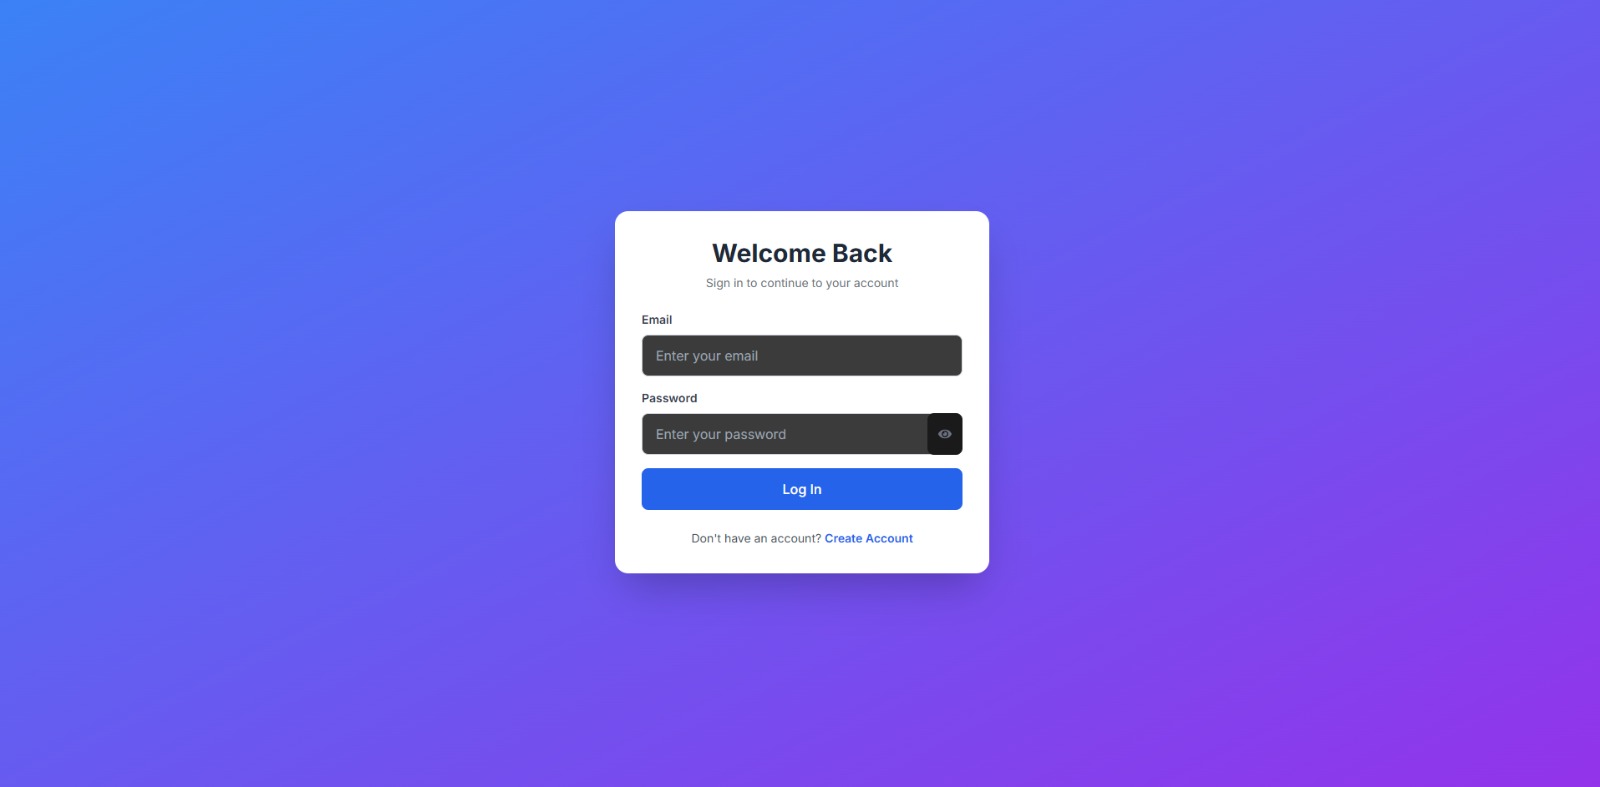 Welcome Back
Sign in to continue to your account
Email
Enter your email
Password
Enter your password
Log In
Don't have an account? Create Account